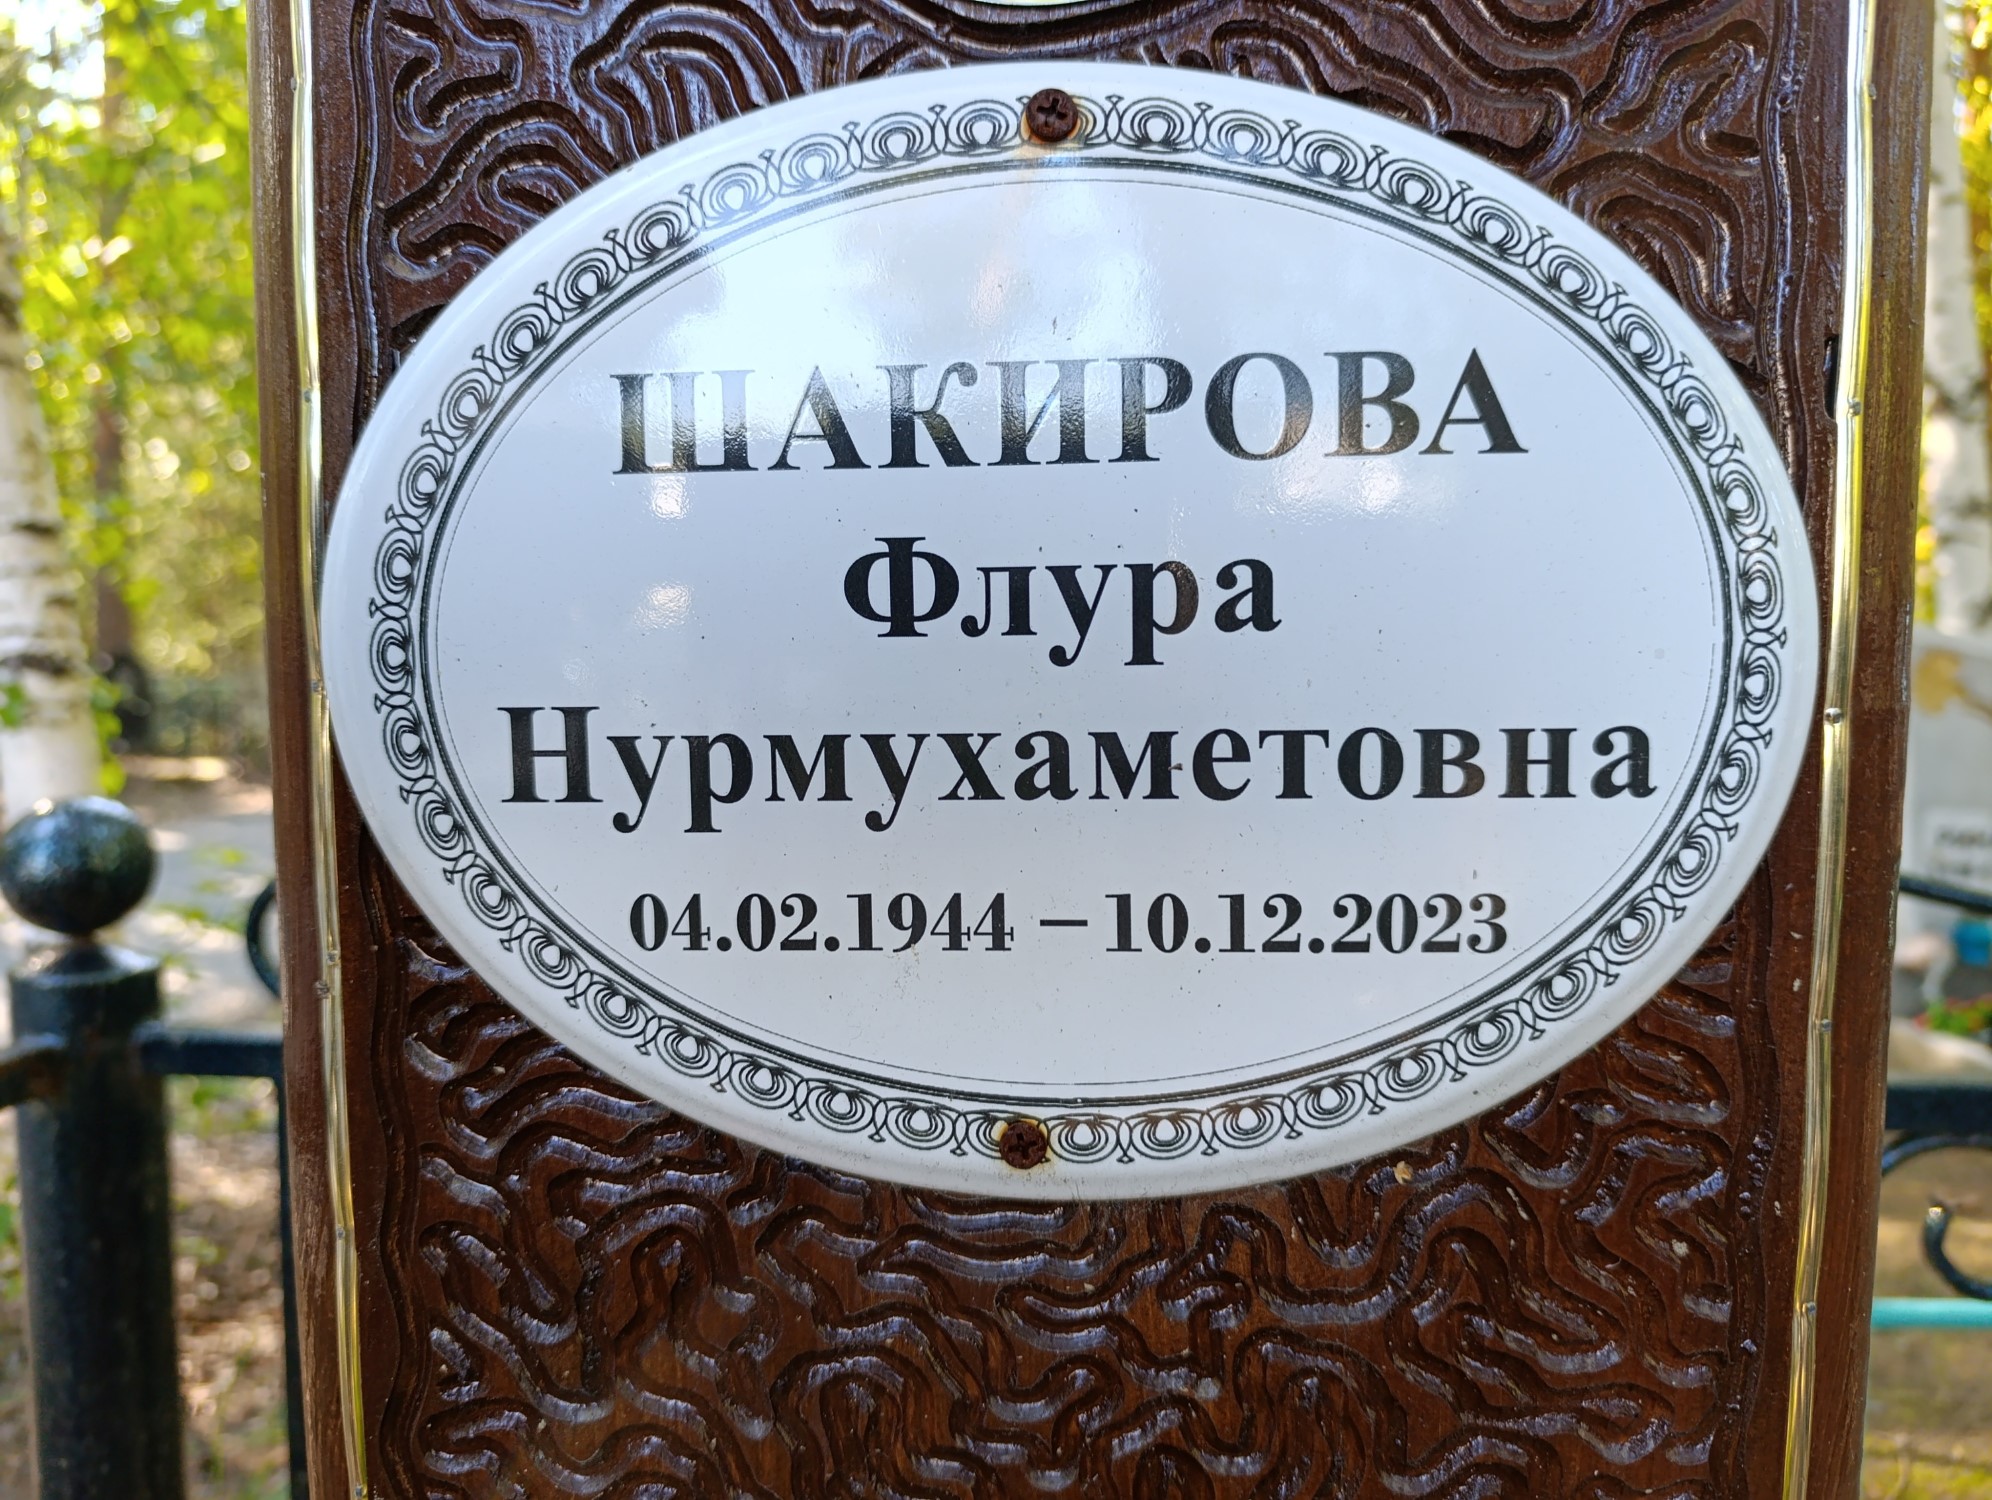 ШАКИРОВА
Флура
Нурмухаметовна
04.02.1944 – 10.12.2023